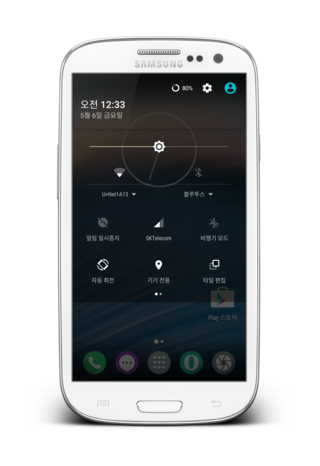 SAMSUNG
80%
오전 12:33
5월 6일 금요일
U+Net1A13
블루투스
알림 일시중지
SKTelecom
비행기 모드
자동 회전
기기 전용
타일 편집
Play 스토어